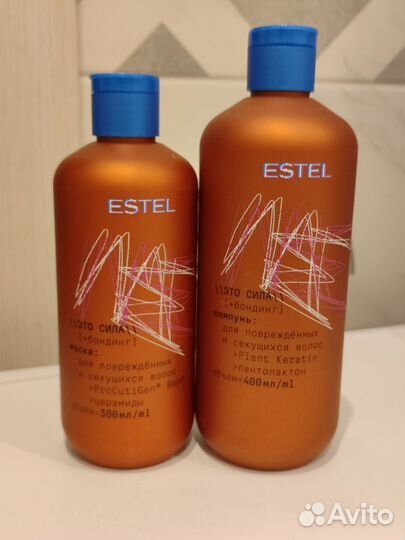 ESTEL
\\ЭТО СИЛА\\
[+бондинг]
маска:
для повреждённых
и секущихся волос
>ProCutiGen® Bond
>церамиды
объём=300мл/ml
ESTEL
\\ЭТО СИЛА\\
[+бондинг]
шампунь:
для повреждённых
и секущихся волос
>Plant Keratin
>пантолактон
объём=400мл/ml
Avito